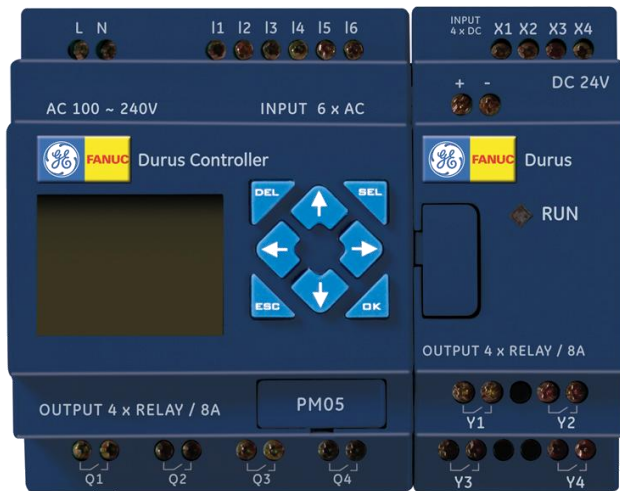 L N
I1 I2 I3 I4 I5 I6
AC 100 ~ 240V
INPUT 6 x AC
GE
FANUC
Durus Controller
DEL
SEL
ESC
OK
OUTPUT 4 x RELAY / 8A
PM05
Q1
Q2
Q3
Q4
INPUT
4 x DC
X1 X2 X3 X4
+ -
DC 24V
GE
FANUC
Durus
RUN
OUTPUT 4 x RELAY / 8A
Y1
Y2
Y3
Y4